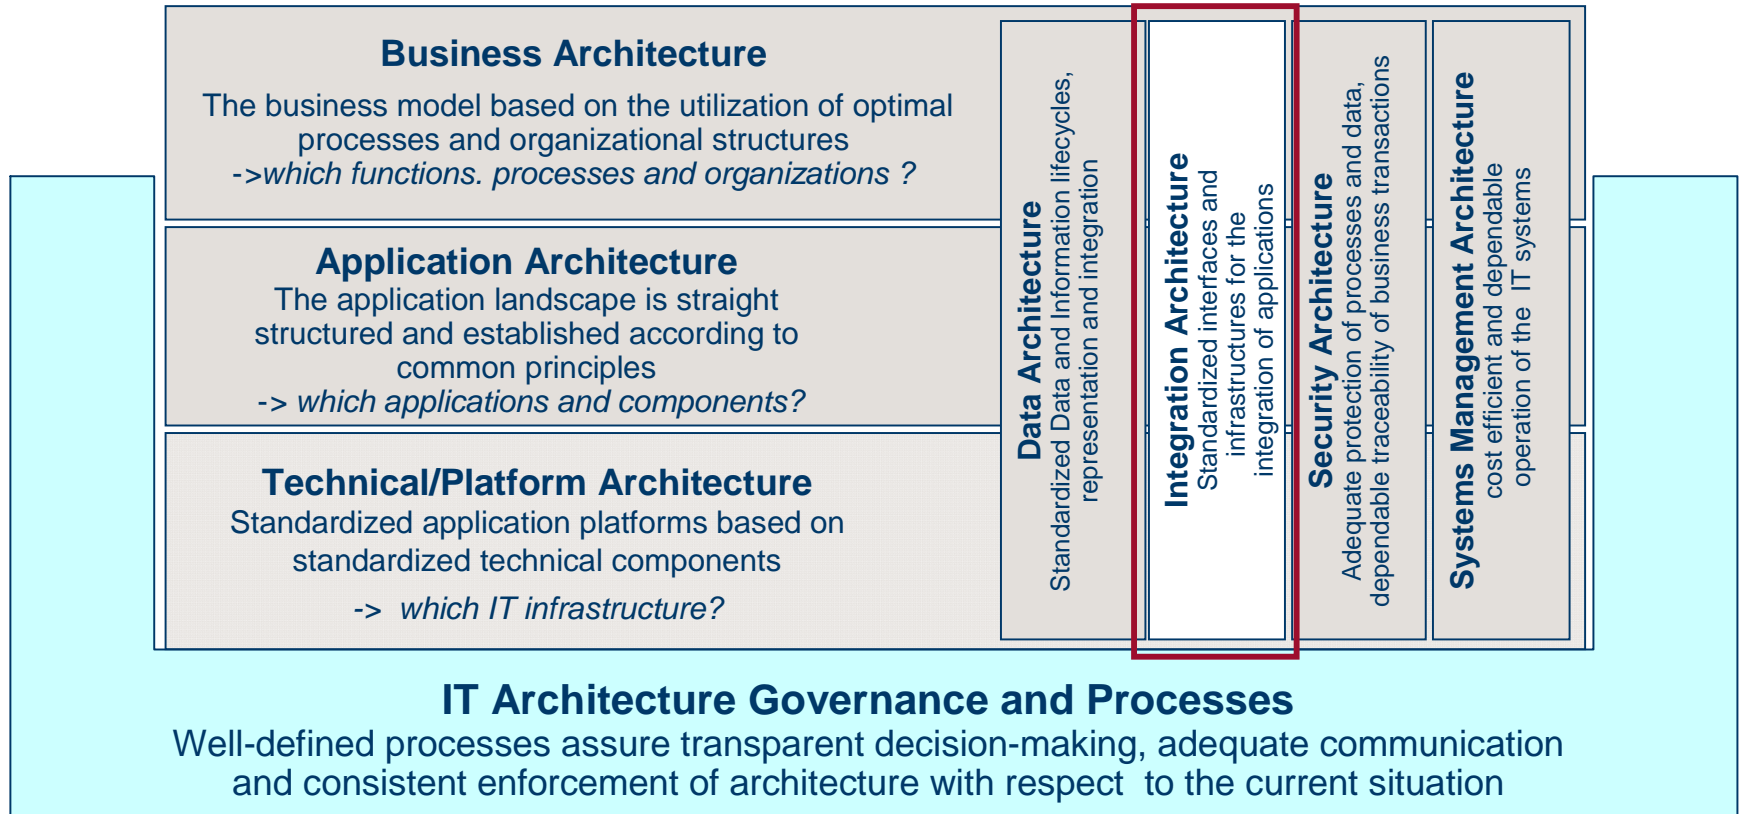 Business Architecture
The business model based on the utilization of optimal
processes and organizational structures
->which functions. processes and organizations ?
Application Architecture
The application landscape is straight
structured and established according to
common principles
-> which applications and components?
Technical/Platform Architecture
Standardized application platforms based on
standardized technical components
-> which IT infrastructure?
Data Architecture
Standardized Data and Information lifecycles,
representation and integration
Integration Architecture
Standardized interfaces and
infrastructures for the
integration of applications
Security Architecture
Adequate protection of processes and data,
dependable traceability of business transactions
Systems Management Architecture
cost efficient and dependable
operation of the IT systems
IT Architecture Governance and Processes
Well-defined processes assure transparent decision-making, adequate communication
and consistent enforcement of architecture with respect to the current situation